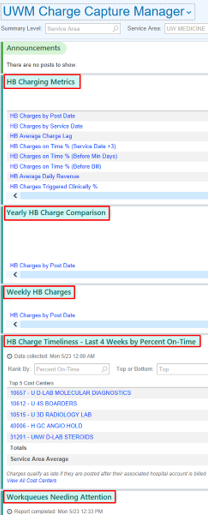 UWM Charge Capture Manager
Summary Level: Service Area Service Area: UW MEDICINE
Announcements
There are no posts to show.
HB Charging Metrics
HB Charges by Post Date
HB Charges by Service Date
HB Average Charge Lag
HB Charges on Time % (Service Date +3)
HB Charges on Time % (Before Min Days)
HB Charges on Time % (Before Bill)
HB Average Daily Revenue
HB Charges Triggered Clinically %
Yearly HB Charge Comparison
HB Charges by Post Date
Weekly HB Charges
HB Charges by Post Date
HB Charge Timeliness - Last 4 Weeks by Percent On-Time
Data collected: Mon 5/23 12:00 AM
Rank By: Percent On-Time Top or Bottom: Top
Top 5 Cost Centers
10657 - U D-LAB MOLECULAR DIAGNOSTICS
10612 - U 4S BOARDERS
10515 - U 3D RADIOLOGY LAB
40006 - H GC ANGIO HOLD
31201 - UNW D-LAB STEROIDS
Totals
Service Area Average
Charges qualify as late if they are posted after their associated hospital account is billed
View All Cost Centers
Workqueues Needing Attention
Report completed: Mon 5/23 12:33 PM